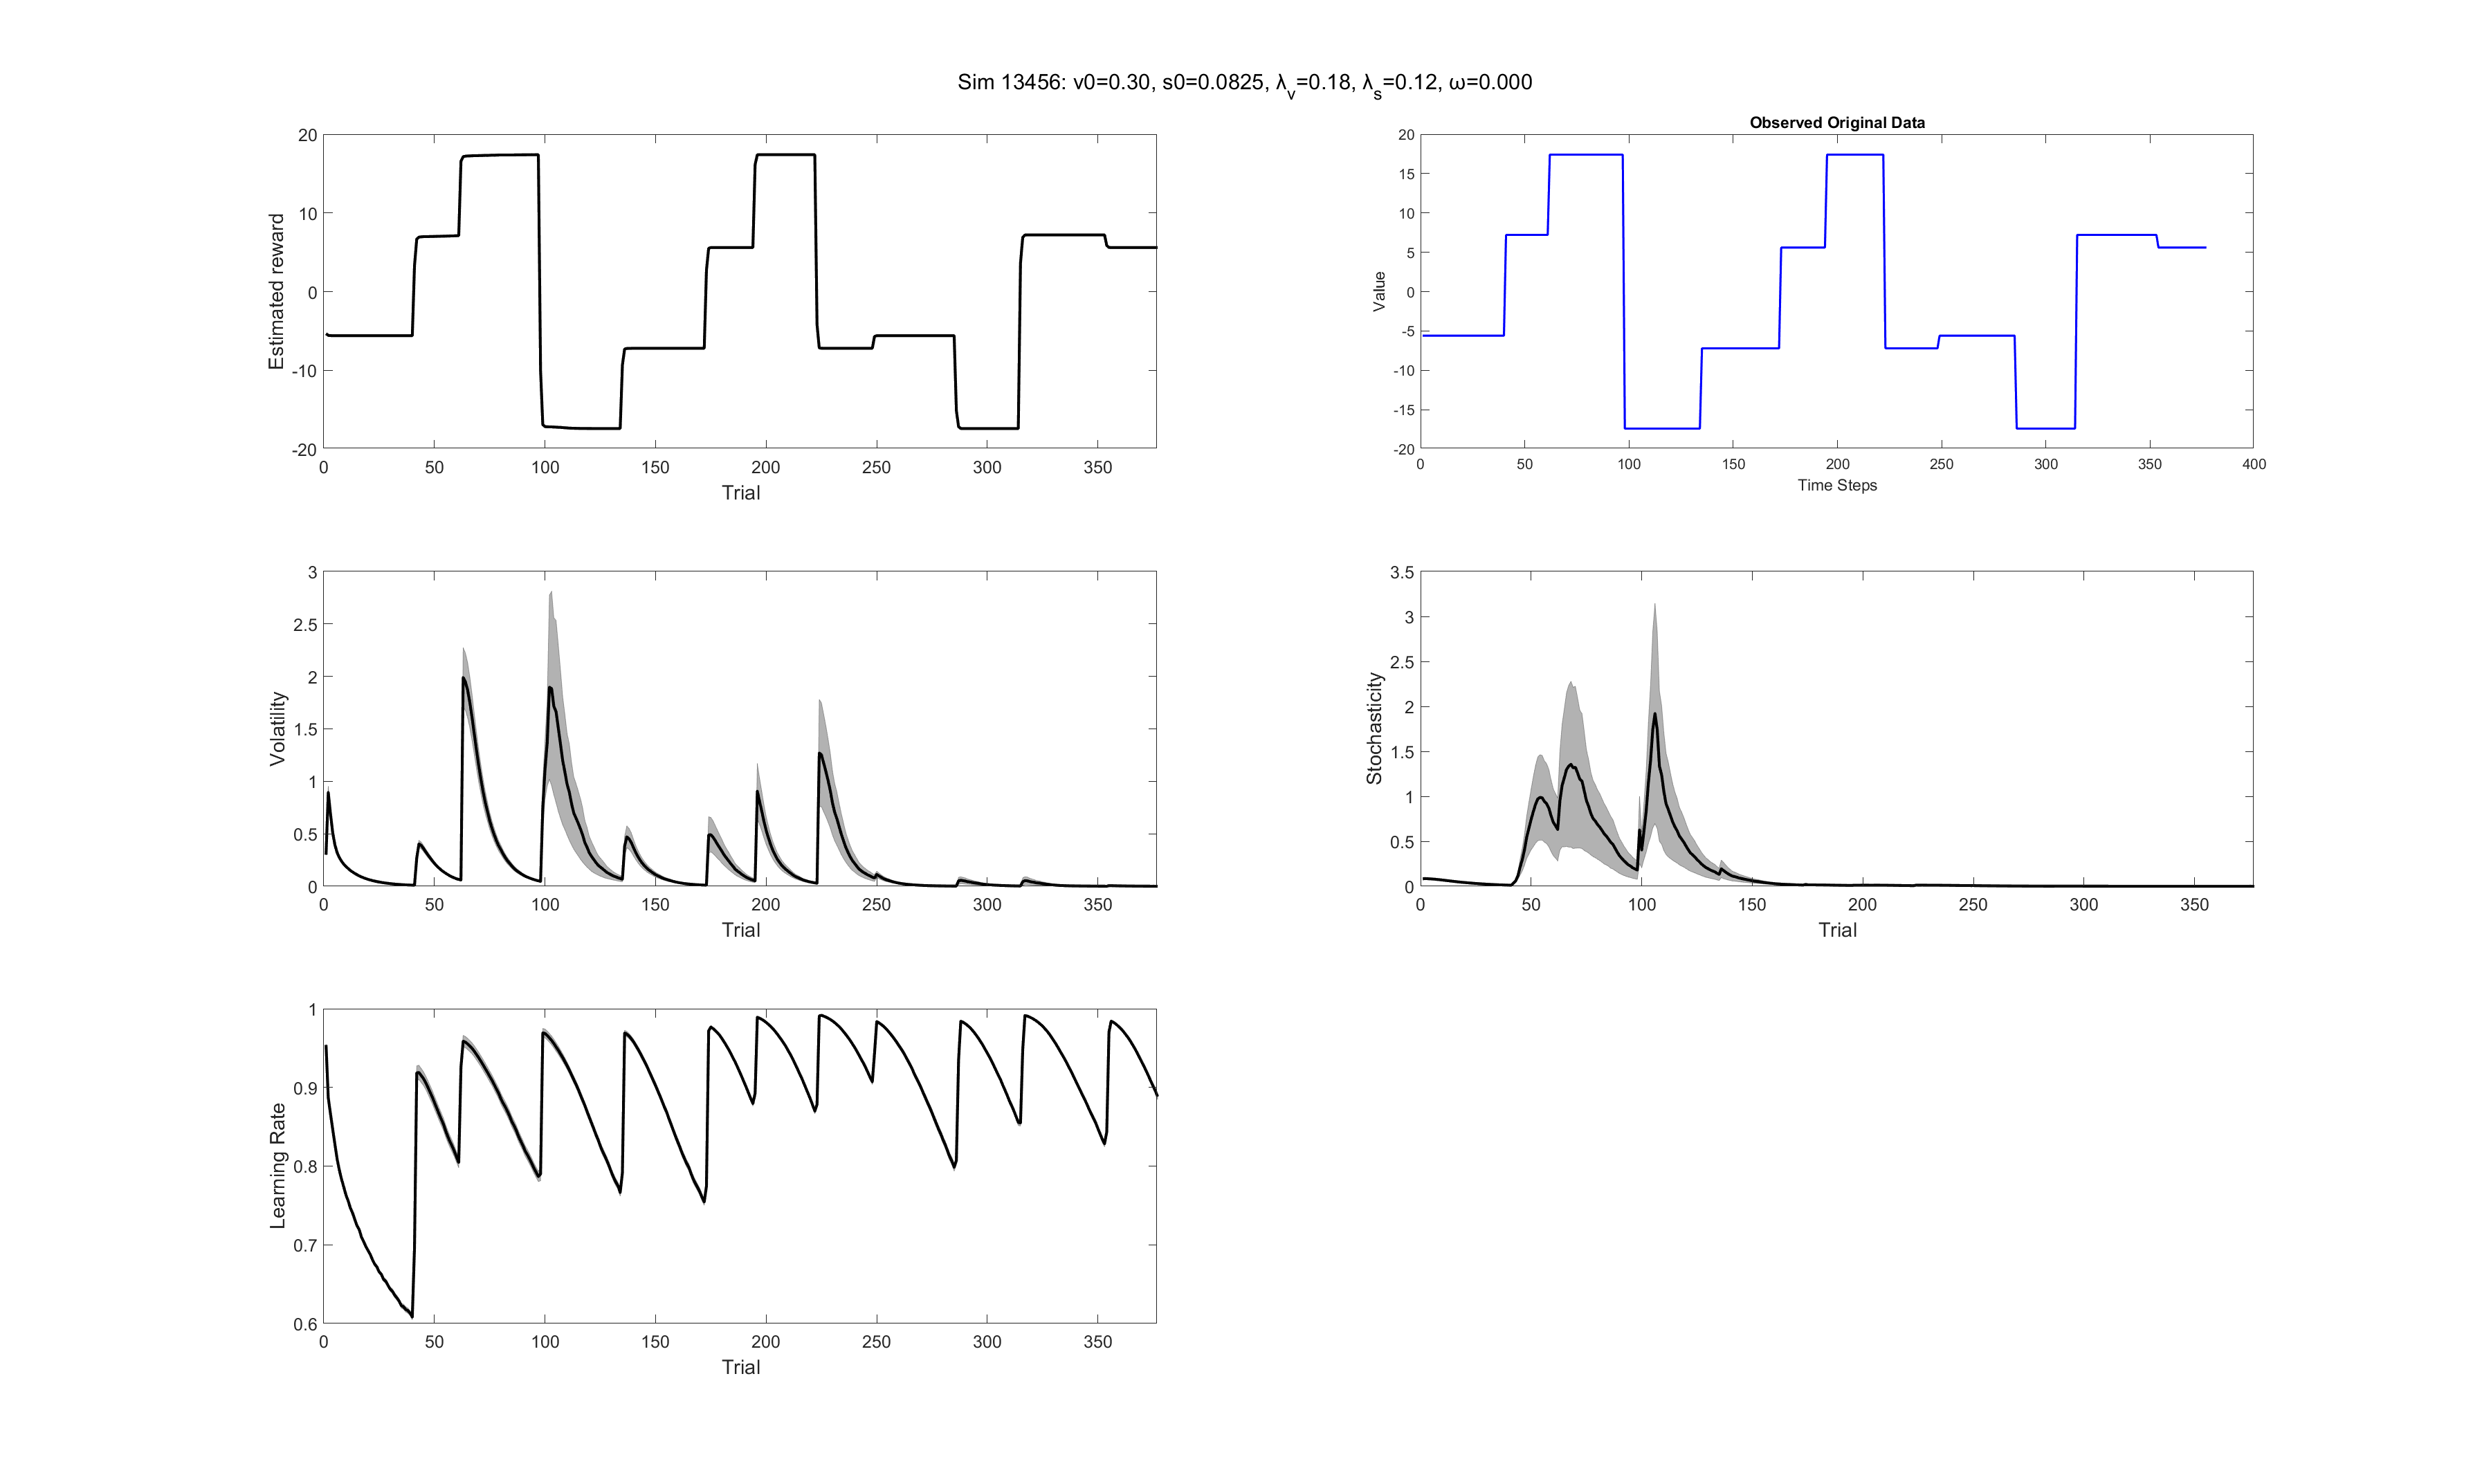 Sim 13456: v0=0.30, s0=0.0825, λv=0.18, λs=0.12, ω=0.000
20
10
0
-10
-20
Estimated reward
0 50 100 150 200 250 300 350
Trial
Observed Original Data
20
15
10
5
0
-5
-10
-15
-20
Value
0 50 100 150 200 250 300 350 400
Time Steps
3
2.5
2
1.5
1
0.5
0
Volatility
0 50 100 150 200 250 300 350
Trial
3.5
3
2.5
2
1.5
1
0.5
0
Stochasticity
0 50 100 150 200 250 300 350
Trial
1
0.9
0.8
0.7
0.6
Learning Rate
0 50 100 150 200 250 300 350
Trial